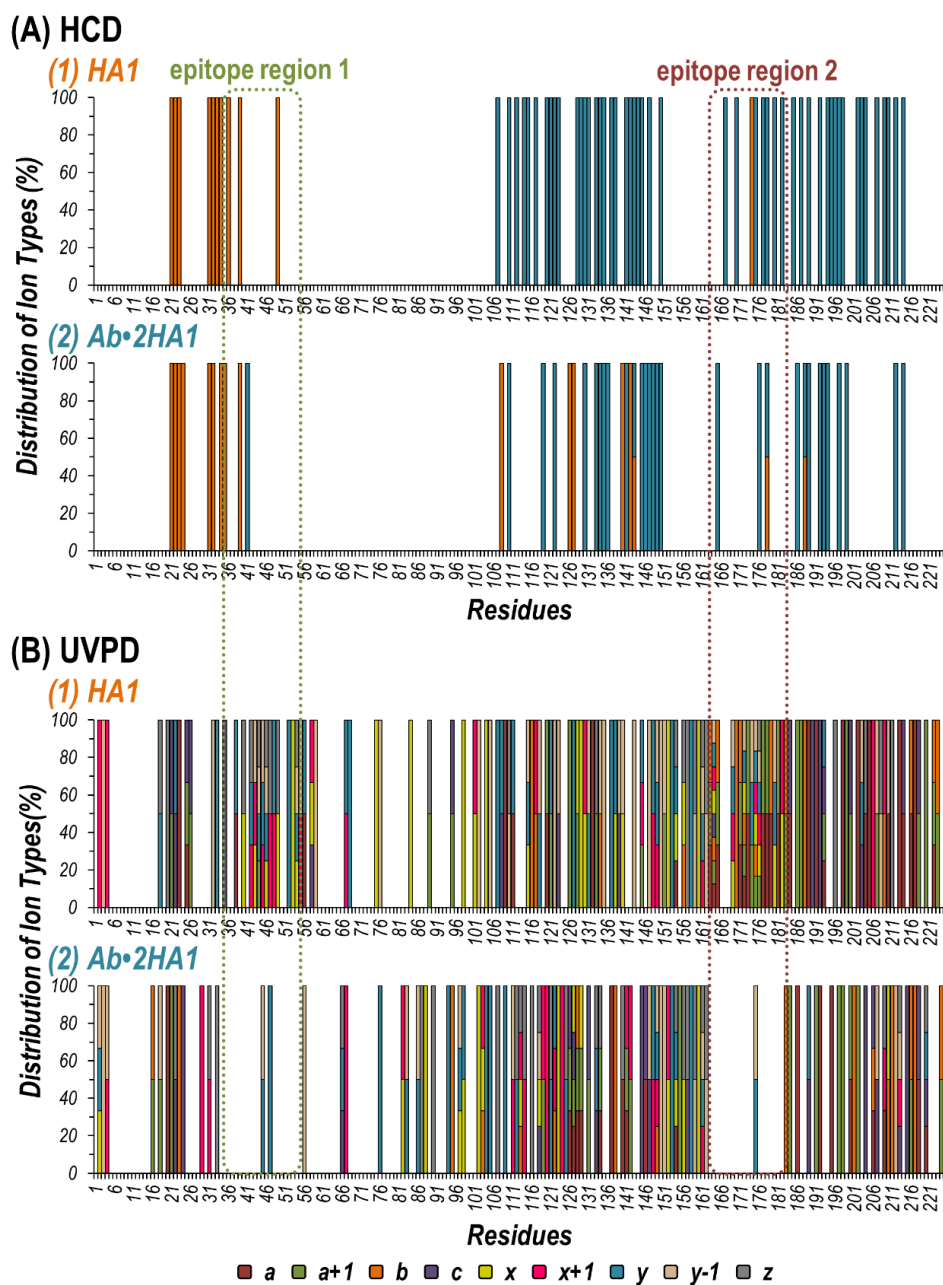 (A) HCD
(1) HA1
epitope region 1
epitope region 2
Distribution of Ion Types (%)
100
80
60
40
20
0
1 6 11 16 21 26 31 36 41 46 51 56 61 66 71 76 81 86 91 96 101 106 111 116 121 126 131 136 141 146 151 156 161 166 171 176 181 186 191 196 201 206 211 216 221
(2) Ab•2HA1
100
80
60
40
20
0
1 6 11 16 21 26 31 36 41 46 51 56 61 66 71 76 81 86 91 96 101 106 111 116 121 126 131 136 141 146 151 156 161 166 171 176 181 186 191 196 201 206 211 216 221
Residues
(B) UVPD
(1) HA1
Distribution of Ion Types(%)
100
80
60
40
20
0
1 6 11 16 21 26 31 36 41 46 51 56 61 66 71 76 81 86 91 96 101 106 111 116 121 126 131 136 141 146 151 156 161 166 171 176 181 186 191 196 201 206 211 216 221
(2) Ab•2HA1
100
80
60
40
20
0
1 6 11 16 21 26 31 36 41 46 51 56 61 66 71 76 81 86 91 96 101 106 111 116 121 126 131 136 141 146 151 156 161 166 171 176 181 186 191 196 201 206 211 216 221
Residues
a a+1 b c x x+1 y y-1 z